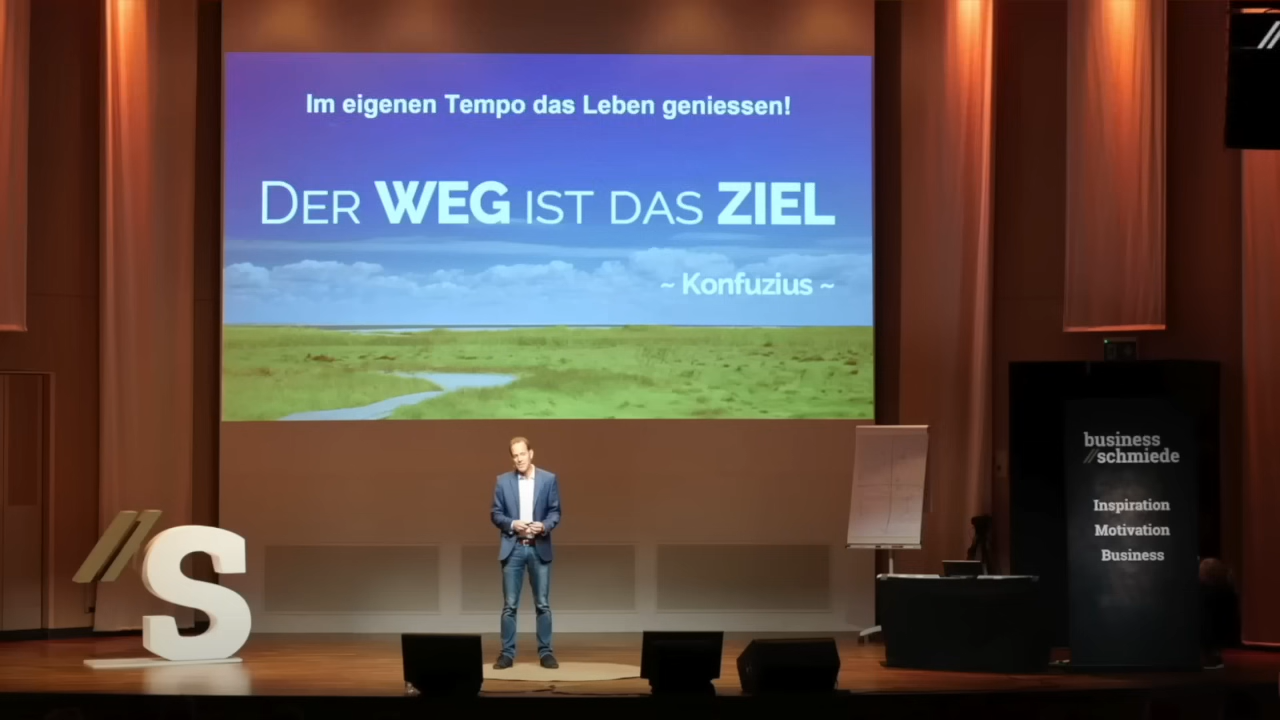 Im eigenen Tempo das Leben geniessen!
DER WEG IST DAS ZIEL
~ Konfuzius ~
business
//schmiede
Inspiration
Motivation
Business
//S